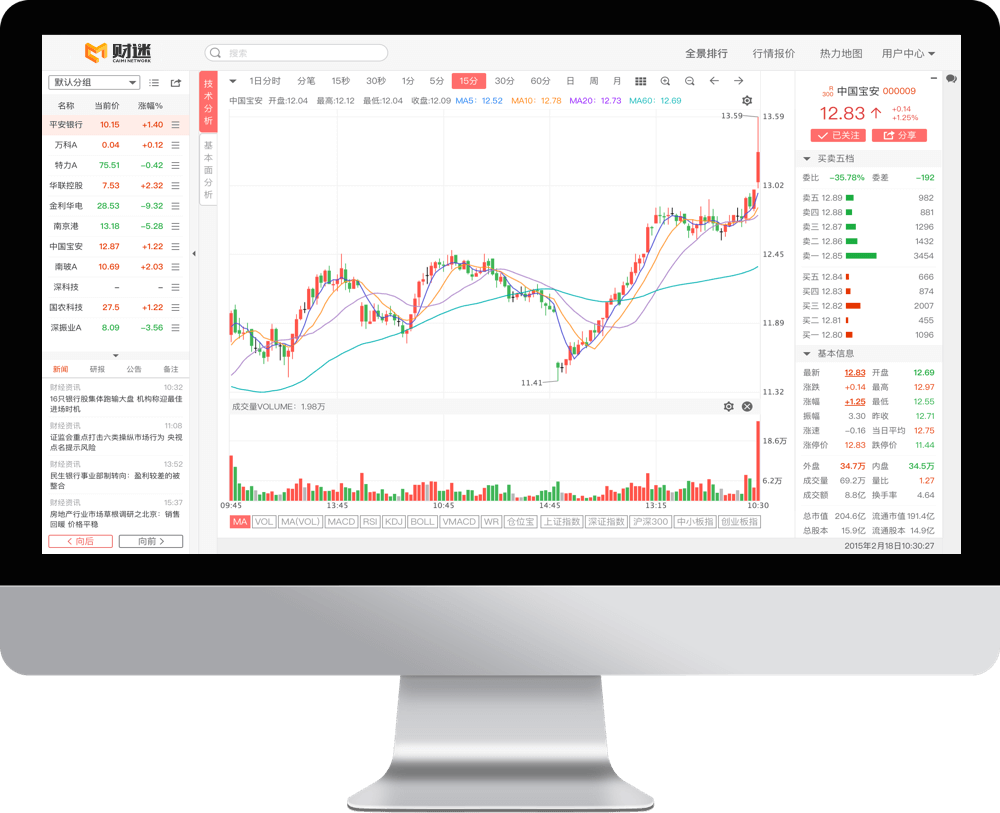 财迷
CAIMI NETWORK
搜索
全景排行 行情报价 热力地图 用户中心
默认分组
名称 当前价 涨幅%
平安银行 10.15 +1.40
万科A 0.04 +0.12
特力A 75.51 −0.42
华联控股 7.53 +2.32
金利华电 28.53 −9.32
南京港 13.18 −5.28
中国宝安 12.87 +1.22
南玻A 10.69 +2.03
深科技 – –
国农科技 27.5 +1.22
深振业A 8.09 −3.56
新闻 研报 公告 备注
财经资讯 10:32
16只银行股集体跑输大盘 机构称迎最佳
进场时机
财经资讯 11:08
证监会重点打击六类操纵市场行为 央视
点名提示风险
财经资讯 13:52
民生银行事业部制转向：盈利较差的被
整合
财经资讯 15:37
房地产行业市场草根调研之北京：销售
回暖 价格平稳
向后 向前
技术分析
基本面分析
1日分时 分笔 15秒 30秒 1分 5分 15分 30分 60分 日 周 月
中国宝安 开盘:12.04 最高:12.12 最低:12.04 收盘:12.09 MA5: 12.52 MA10: 12.78 MA20: 12.73 MA60: 12.69
13.59
13.59
13.02
12.45
11.89
11.41
11.32
成交量VOLUME: 1.98万
18.6万
6.2万
09:45 13:45 10:45 14:45 13:15 10:30
MA VOL MA(VOL) MACD RSI KDJ BOLL VMACD WR 仓位宝 上证指数 深证指数 沪深300 中小板指 创业板指
R
300 中国宝安 000009
12.83 +0.14
+1.25%
已关注 分享
买卖五档
委比 −35.78% 委差 −192
卖五 12.89 982
卖四 12.88 881
卖三 12.87 1296
卖二 12.86 1432
卖一 12.85 3454
买五 12.84 666
买四 12.83 874
买三 12.82 2007
买二 12.81 455
买一 12.80 1096
基本信息
最新 12.83 开盘 12.69
涨跌 +0.14 最高 12.97
涨幅 +1.25 最低 12.55
振幅 3.30 昨收 12.71
涨速 −0.16 当日平均 12.75
涨停价 12.83 跌停价 11.44
外盘 34.7万 内盘 34.5万
成交量 69.2万 量比 1.27
成交额 8.8亿 换手率 4.64
总市值 204.6亿 流通市值 191.4亿
总股本 15.9亿 流通股本 14.9亿
2015年2月18日10:30:27